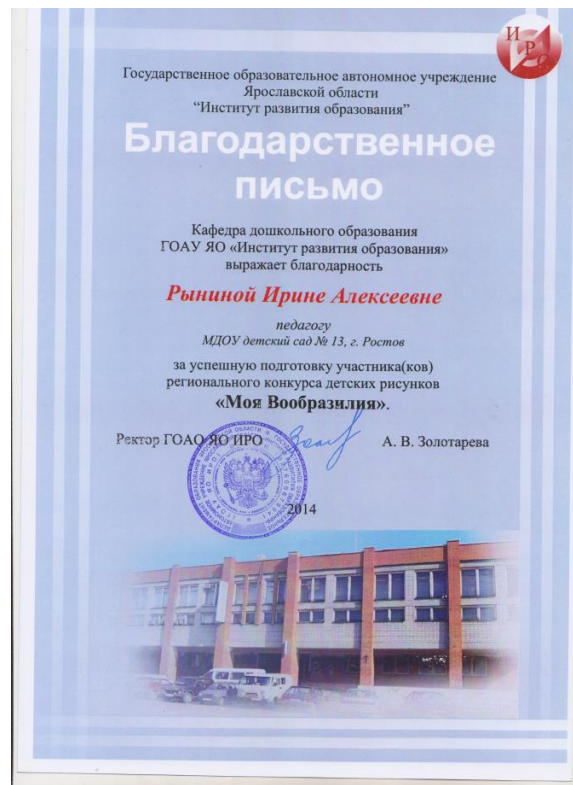 ИРО
Государственное образовательное автономное учреждение
Ярославской области
“Институт развития образования”
Благодарственное
письмо
Кафедра дошкольного образования
ГОАУ ЯО «Институт развития образования»
выражает благодарность
Рыниной Ирине Алексеевне
педагогу
МДОУ детский сад № 13, г. Ростов
за успешную подготовку участника(ков)
регионального конкурса детских рисунков
«Моя Вообразилия».
Ректор ГОАО ЯО ИРО А. В. Золотарева
2014